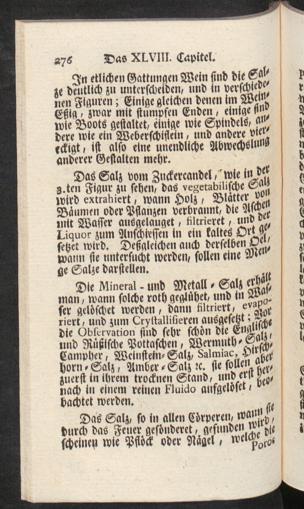 276 Das XLVIII. Capitel.
In etlichen Gattungen Wein sind die Sal-
ze deutlich zu unterscheiden, und in verschiede-
nen Figuren; Einige gleichen denen im Wein-
Eßig, zwar mit stumpfen Enden, einige sind
wie Boots gestaltet, einige wie Spindels, an-
dere wie ein Weberschifflein, und andere vier-
eckigt, ist also eine unendliche Abwechslung
anderer Gestalten mehr.
Das Salz vom Zuckercandel, wie in der
3.ten Figur zu sehen, das vegetabilische Salz
wird extrahiert, wann Holz, Blätter von
Bäumen oder Pflanzen verbrannt, die Aschen
mit Wasser ausgelauget, filtrieret, und der
Liquor zum Anschiessen in ein kaltes Ort ge-
setzet wird. Deßgleichen auch derselben Oel,
wann sie untersucht werden, sollen eine Men-
ge Salze darstellen.
Die Mineral- und Metall-Salz erhält
man, wann solche roth geglühet, und in Was-
ser gelöschet werden, dann filtriert, evapo-
riert, und zum Crystallisieren ausgesetzt; Vor
die Observation sind sehr schön die Englische
und Rußische Pottaschen, Wermuth-Salz,
Campher, Weinstein-Salz, Salmiac, Hirsch-
horn-Salz, Amber-Salz ꝛc. sie sollen aber
zuerst in ihrem trocknen Stand, und erst her-
nach in einem reinen Fluido aufgelöset, beo-
bachtet werden.
Das Salz, so in allen Cörperen, wann sie
durch das Feuer gesönderet, gefunden wird,
scheinen wie Pflöck oder Nägel, welche die
Poros